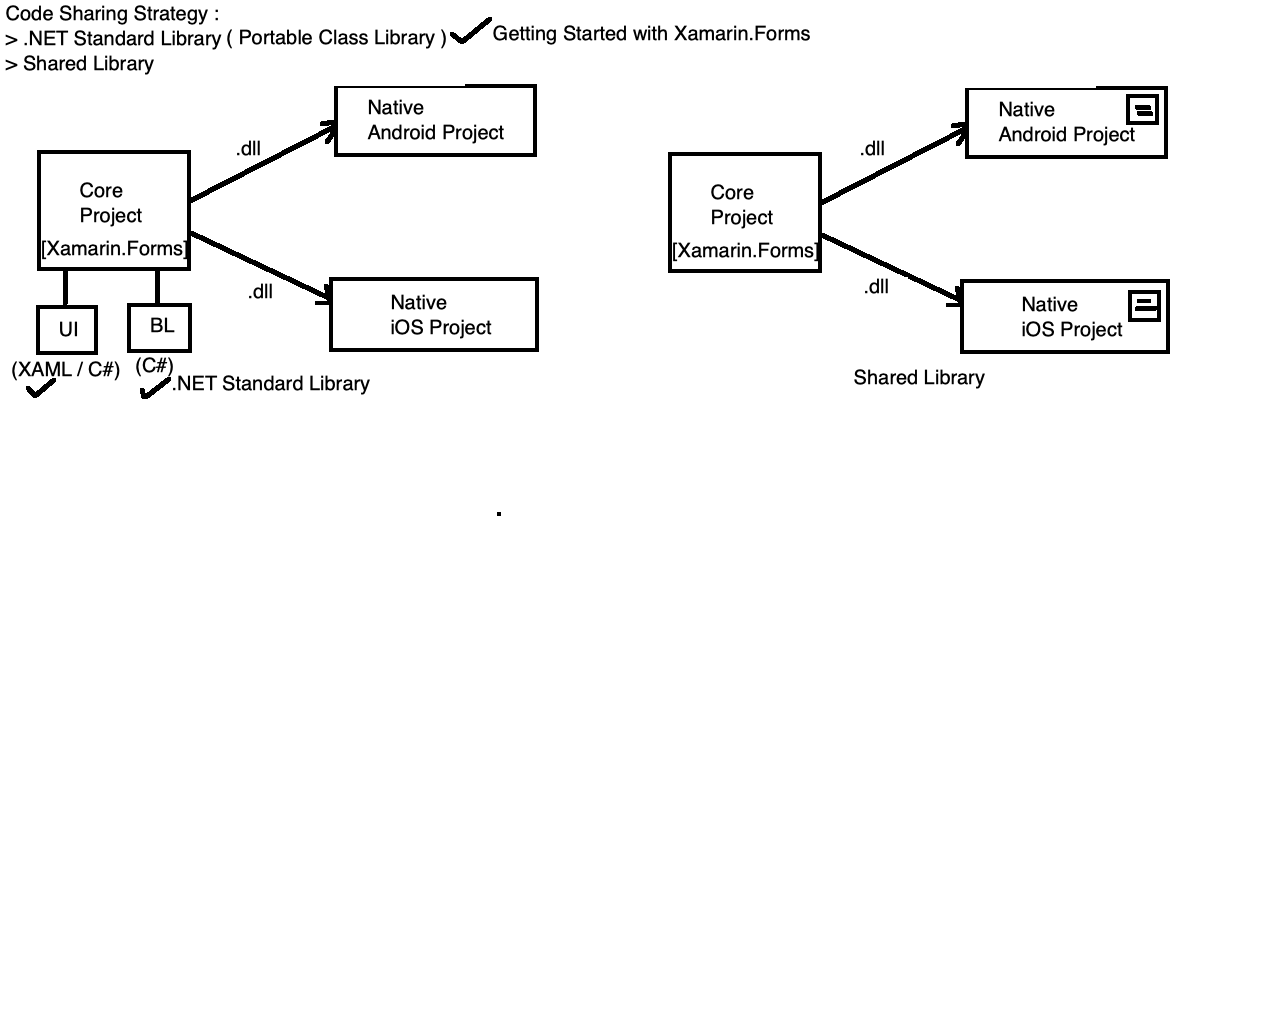 Code Sharing Strategy :
> .NET Standard Library ( Portable Class Library ) Getting Started with Xamarin.Forms
> Shared Library
Native
Android Project
.dll
Core
Project
[Xamarin.Forms]
.dll
Native
iOS Project
UI
BL
(XAML / C#)
(C#)
.NET Standard Library
Native
Android Project
.dll
Core
Project
[Xamarin.Forms]
.dll
Native
iOS Project
Shared Library